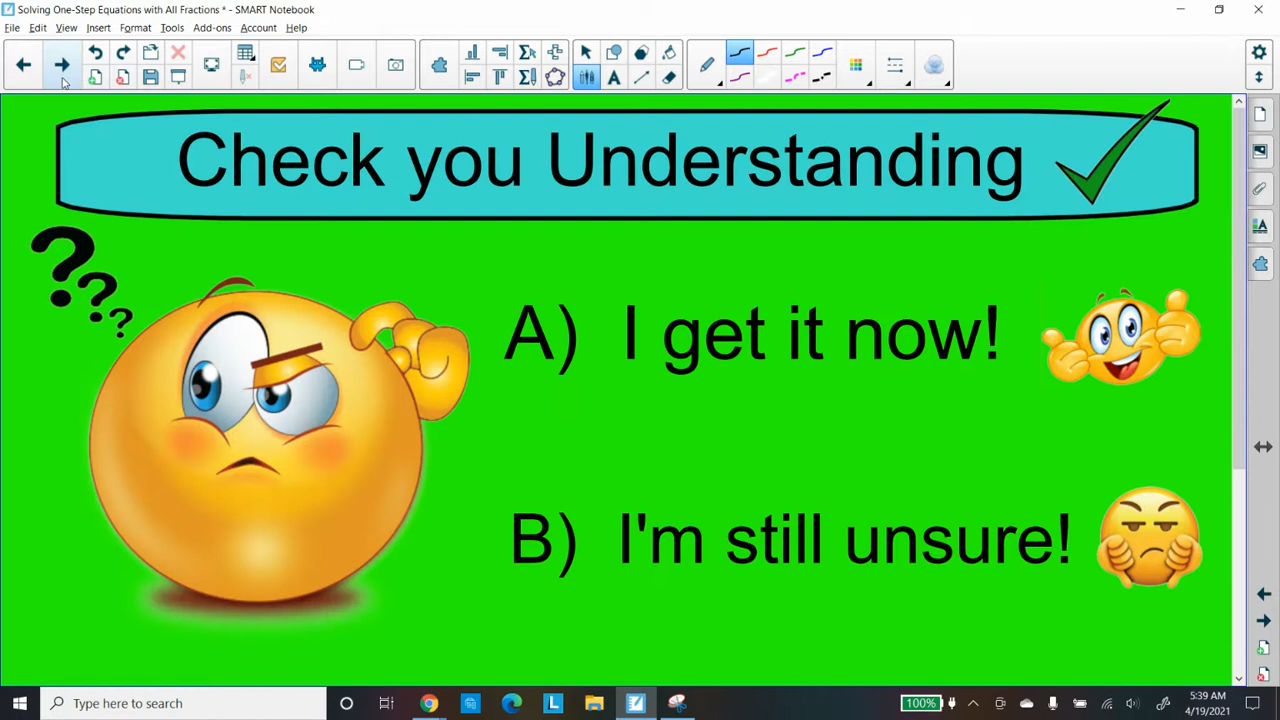 Solving One-Step Equations with All Fractions * - SMART Notebook
File Edit View Insert Format Tools Add-ons Account Help
Check you Understanding
???
A) I get it now!
B) I'm still unsure!
Type here to search
100%
5:39 AM
4/19/2021